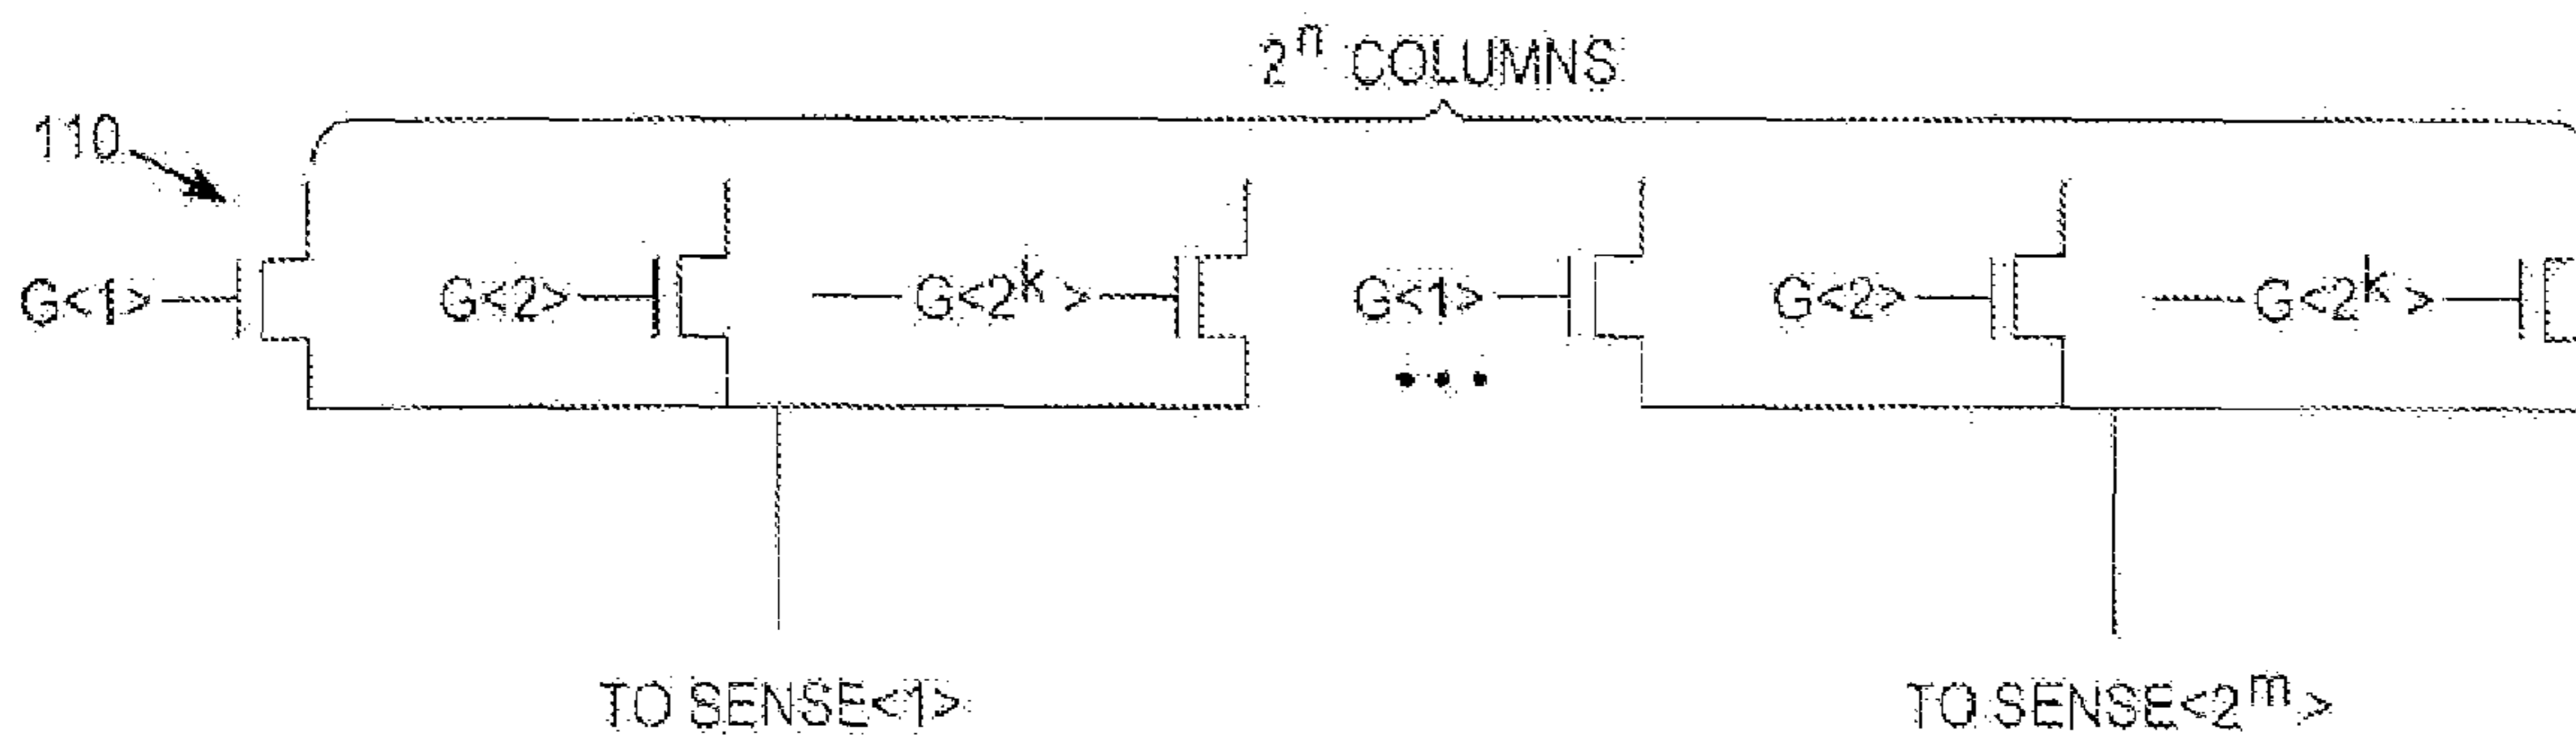 2^n COLUMNS
110
G<1> G<2> G<2^k> G<1> G<2> G<2^k>
TO SENSE<1> TO SENSE<2^m>